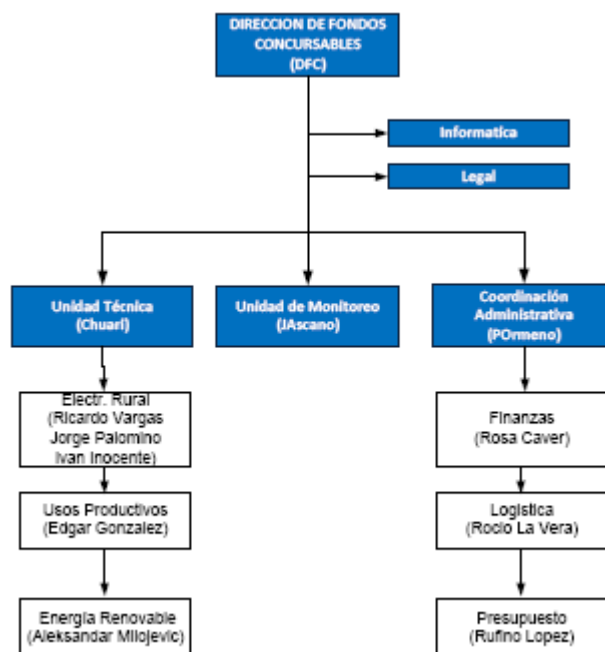 DIRECCION DE FONDOS
CONCURSABLES
(DFC)
Informatica
Legal
Unidad Técnica
(Chuari)
Unidad de Monitoreo
(JAscano)
Coordinación
Administrativa
(POrmeno)
Electr. Rural
(Ricardo Vargas
Jorge Palomino
Ivan Inocente)
Usos Productivos
(Edgar Gonzalez)
Energía Renovable
(Aleksandar Milojevic)
Finanzas
(Rosa Caver)
Logistica
(Rocio La Vera)
Presupuesto
(Rufino Lopez)